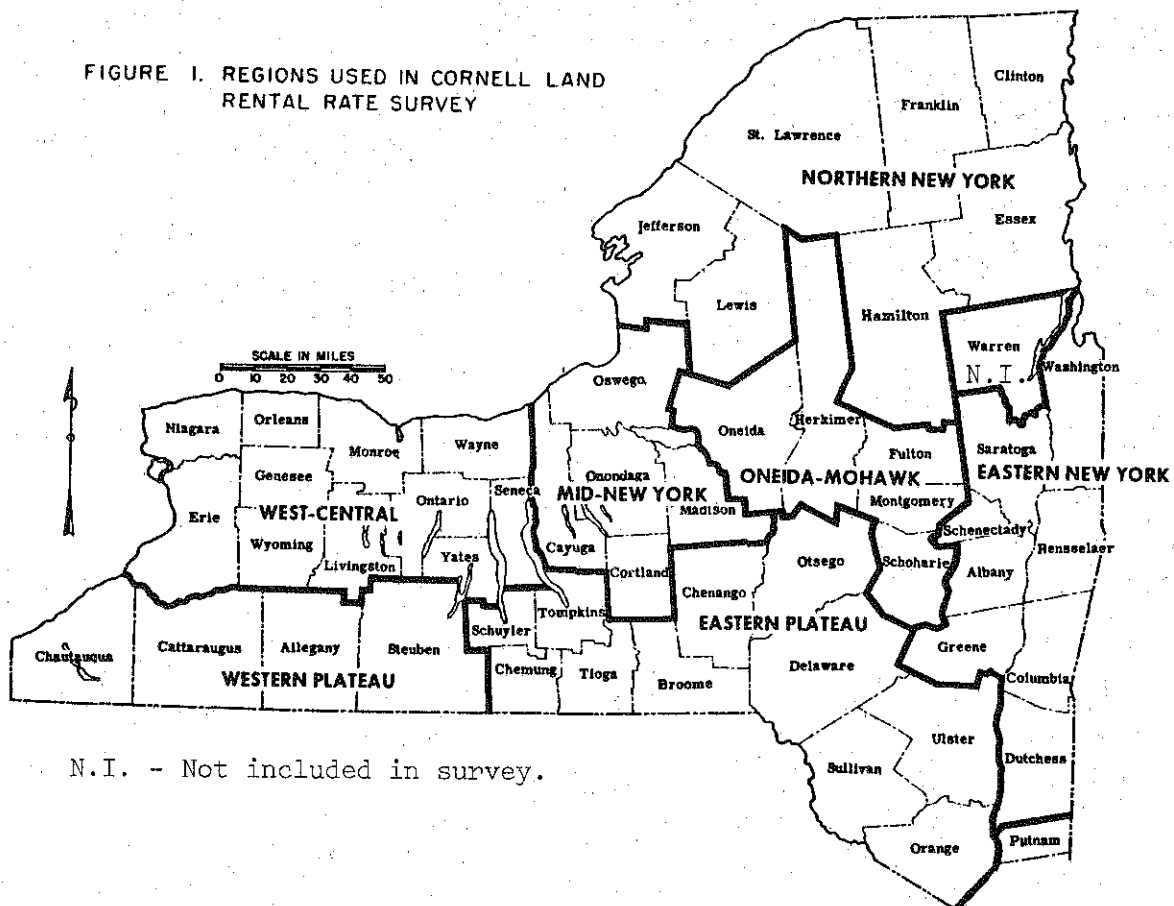 FIGURE 1. REGIONS USED IN CORNELL LAND
RENTAL RATE SURVEY
Clinton
Franklin
St. Lawrence
NORTHERN NEW YORK
Essex
Jefferson
Lewis
Hamilton
Warren
N.I.
Washington
SCALE IN MILES
0 10 20 30 40 50
Oswego
Niagara
Orleans
Monroe
Wayne
Oneida
Herkimer
Fulton
Saratoga
Genesee
Ontario
Seneca
Onondaga
MID-NEW YORK
ONEIDA-MOHAWK
EASTERN NEW YORK
Erie
WEST-CENTRAL
Madison
Montgomery
Schenectady
Rensselaer
Wyoming
Livingston
Yates
Cayuga
Cortland
Chenango
Otsego
Schoharie
Albany
Tompkins
Schuyler
EASTERN PLATEAU
Chautauqua
Cattaraugus
Allegany
Steuben
WESTERN PLATEAU
Chemung
Tioga
Broome
Delaware
Greene
Columbia
Ulster
Sullivan
Dutchess
Orange
Putnam
N.I. - Not included in survey.